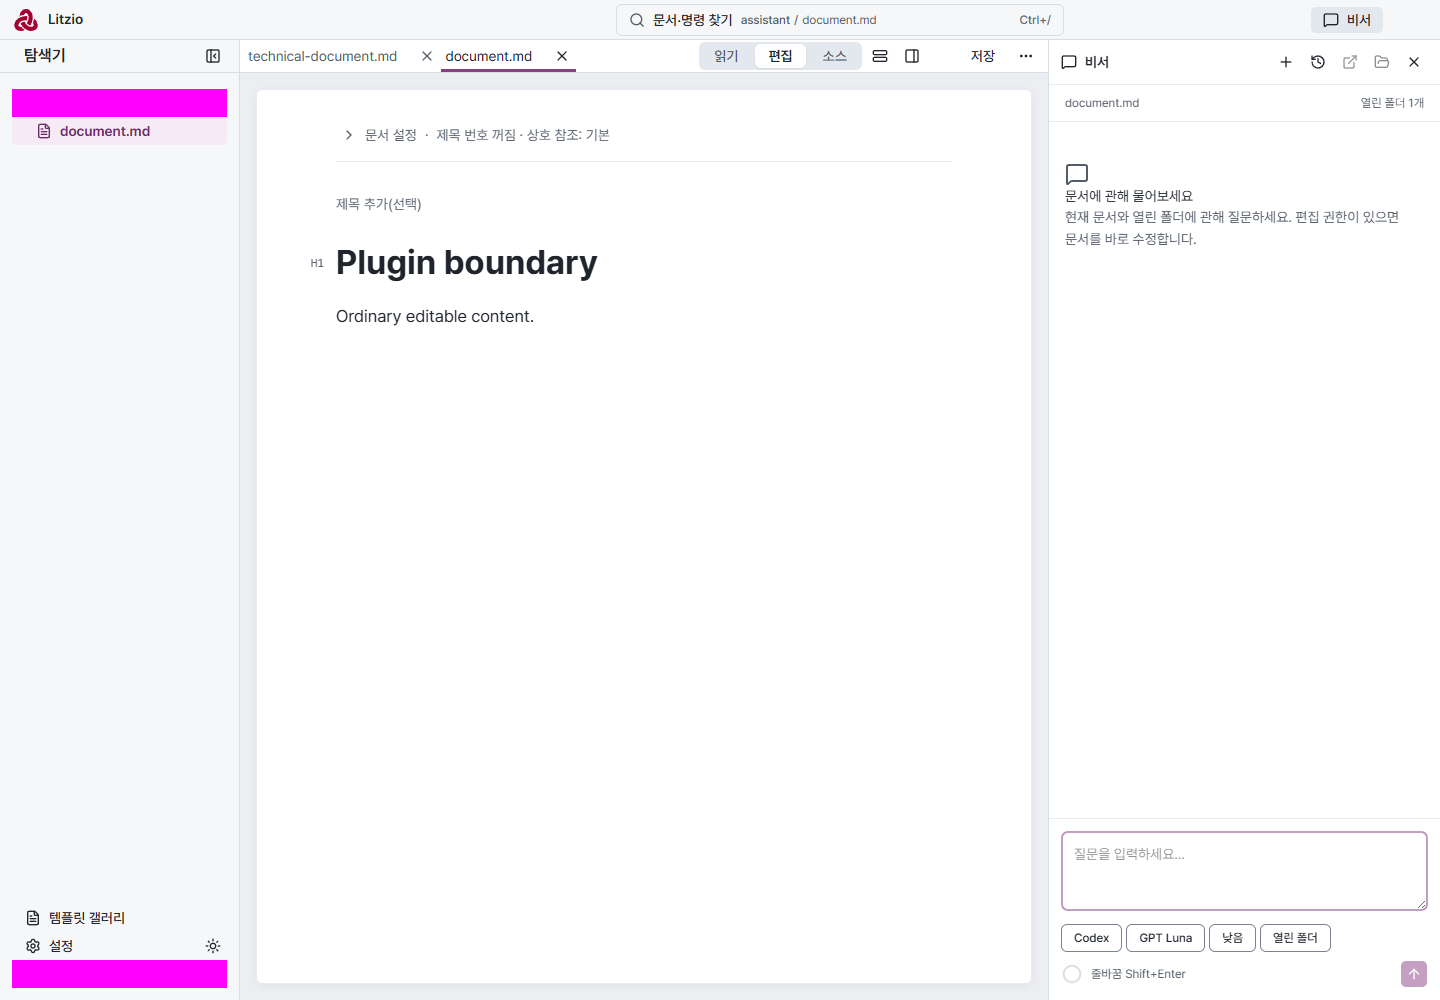 Litzio
문서·명령 찾기 assistant / document.md Ctrl+/
비서
탐색기
technical-document.md
document.md
읽기 편집 소스
저장
비서
document.md
document.md 열린 폴더 1개
문서 설정 · 제목 번호 꺼짐 · 상호 참조: 기본
제목 추가(선택)
H1 Plugin boundary
Ordinary editable content.
문서에 관해 물어보세요
현재 문서와 열린 폴더에 관해 질문하세요. 편집 권한이 있으면
문서를 바로 수정합니다.
질문을 입력하세요...
Codex GPT Luna 낮음 열린 폴더
줄바꿈 Shift+Enter
템플릿 갤러리
설정